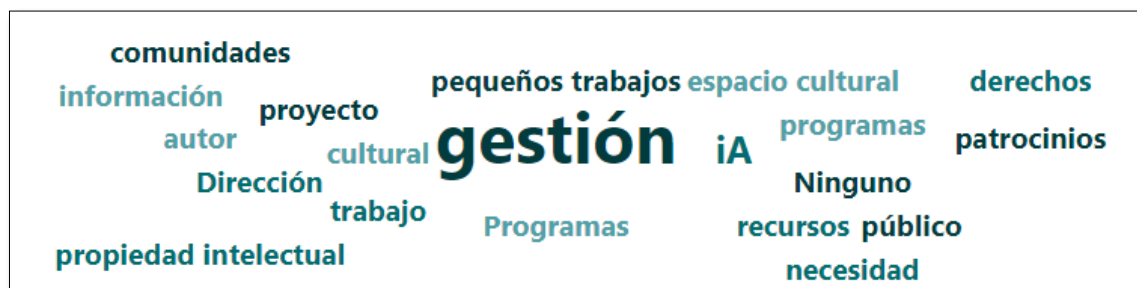 comunidades
pequeños trabajos espacio cultural derechos
información
proyecto
programas
autor
cultural gestión iA
patrocinios
Dirección
Ninguno
trabajo
Programas
recursos público
propiedad intelectual
necesidad